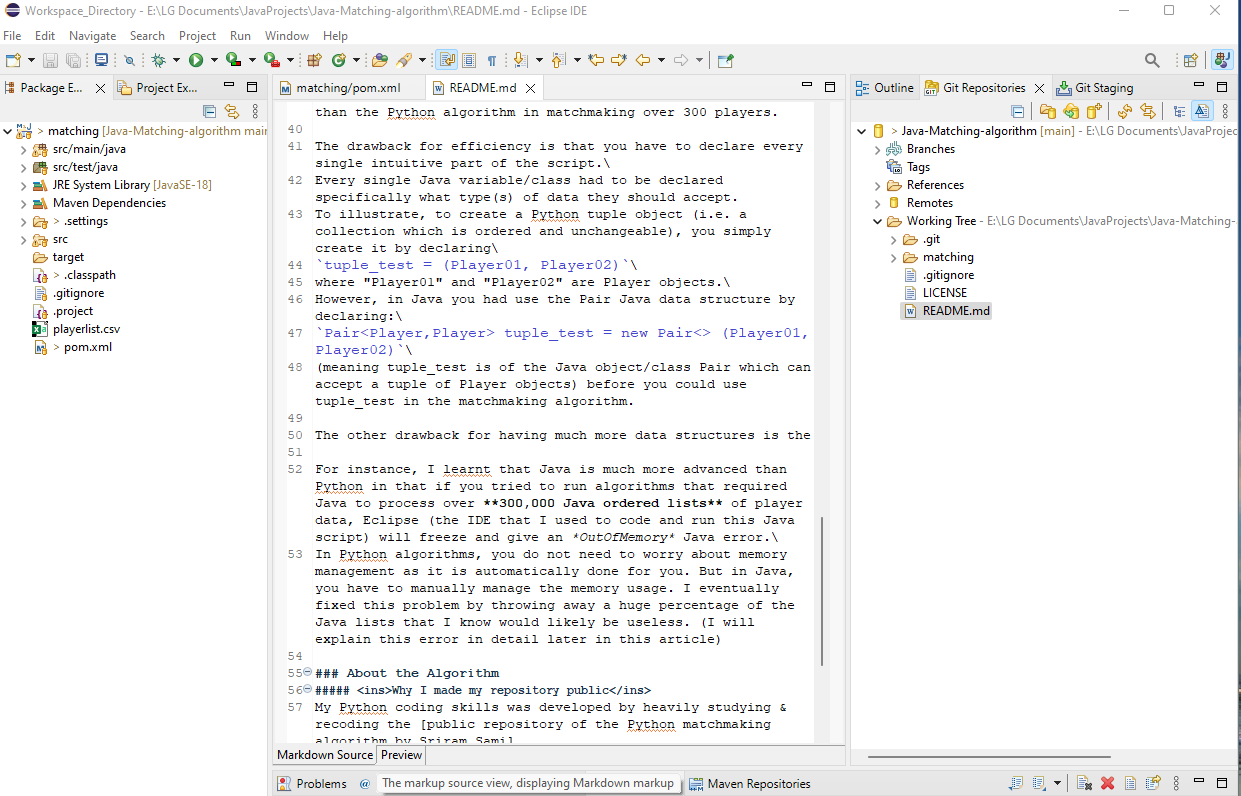 Workspace_Directory - E:\LG Documents\JavaProjects\Java-Matching-algorithm\README.md - Eclipse IDE
File Edit Navigate Search Project Run Window Help
Package E...
Project Ex...
matching/pom.xml
README.md
Outline
Git Repositories
Git Staging
> matching [Java-Matching-algorithm main
src/main/java
src/test/java
JRE System Library [JavaSE-18]
Maven Dependencies
> .settings
src
target
> .classpath
.gitignore
.project
playerlist.csv
> pom.xml
than the Python algorithm in matchmaking over 300 players.
40
41 The drawback for efficiency is that you have to declare every
single intuitive part of the script.\
42 Every single Java variable/class had to be declared
specifically what type(s) of data they should accept.
43 To illustrate, to create a Python tuple object (i.e. a
collection which is ordered and unchangeable), you simply
create it by declaring\
44 `tuple_test = (Player01, Player02)`\
45 where "Player01" and "Player02" are Player objects.\
46 However, in Java you had use the Pair Java data structure by
declaring:\
47 `Pair<Player,Player> tuple_test = new Pair<> (Player01,
Player02)`\
48 (meaning tuple_test is of the Java object/class Pair which can
accept a tuple of Player objects) before you could use
tuple_test in the matchmaking algorithm.
49
50 The other drawback for having much more data structures is the
51
52 For instance, I learnt that Java is much more advanced than
Python in that if you tried to run algorithms that required
Java to process over **300,000 Java ordered lists** of player
data, Eclipse (the IDE that I used to code and run this Java
script) will freeze and give an *OutOfMemory* Java error.\
53 In Python algorithms, you do not need to worry about memory
management as it is automatically done for you. But in Java,
you have to manually manage the memory usage. I eventually
fixed this problem by throwing away a huge percentage of the
Java lists that I know would likely be useless. (I will
explain this error in detail later in this article)
54
55 ### About the Algorithm
56 ##### <ins>Why I made my repository public</ins>
57 My Python coding skills was developed by heavily studying &
recoding the [public repository of the Python matchmaking
algorithm by Sriram Samil
Markdown Source
Preview
> Java-Matching-algorithm [main] - E:\LG Documents\JavaProjec
Branches
Tags
References
Remotes
Working Tree - E:\LG Documents\JavaProjects\Java-Matching-
.git
matching
.gitignore
LICENSE
README.md
Problems
@
The markup source view, displaying Markdown markup
Maven Repositories